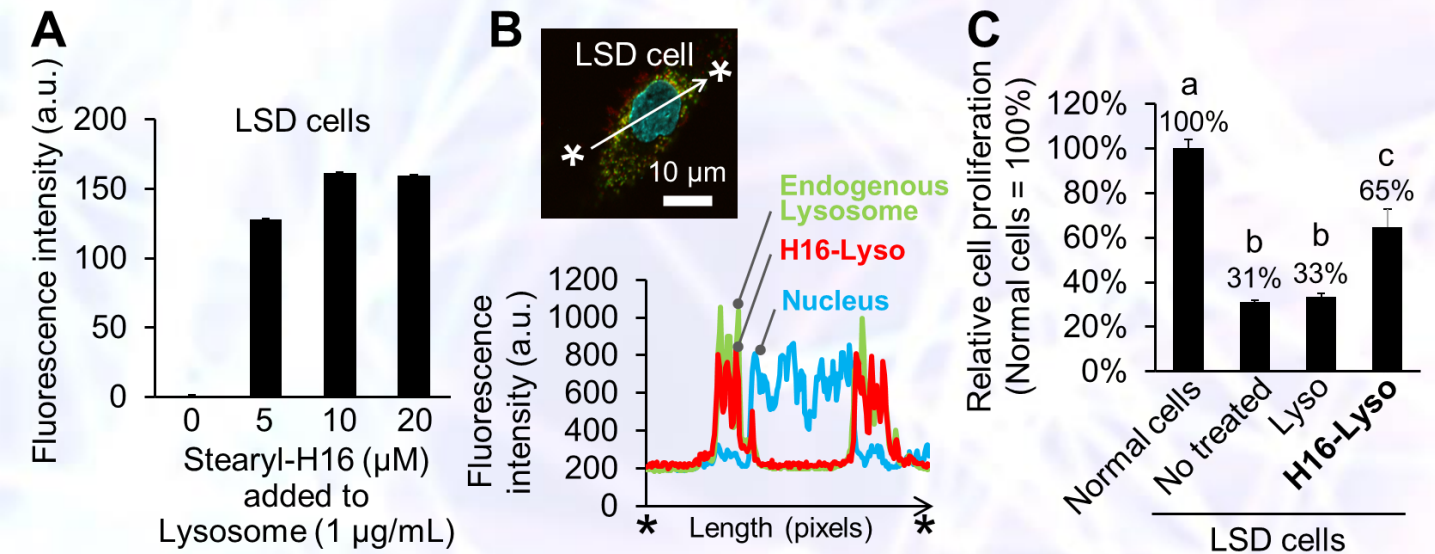 A
Fluorescence intensity (a.u.)
LSD cells
200
150
100
50
0
0 5 10 20
Stearyl-H16 (μM)
added to
Lysosome (1 μg/mL)
B
LSD cell
*
*
10 μm
Endogenous
Lysosome
H16-Lyso
Nucleus
Fluorescence
intensity (a.u.)
1200
1000
800
600
400
200
0
* Length (pixels) *
C
Relative cell proliferation
(Normal cells = 100%)
120%
100%
80%
60%
40%
20%
0%
a
100%
b
31%
b
33%
c
65%
Normal cells
No treated
Lyso
H16-Lyso
LSD cells